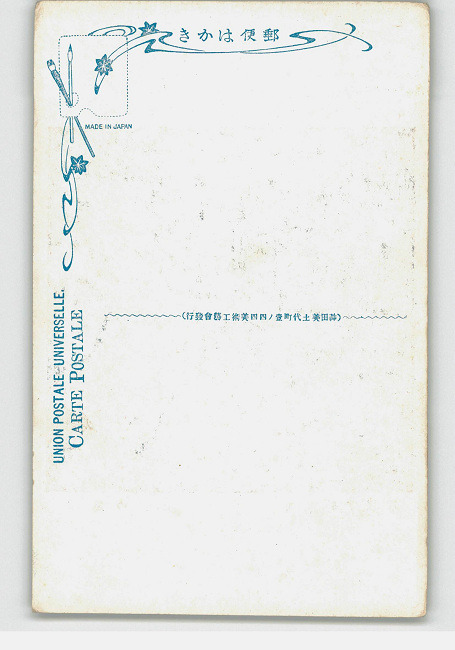 郵便はかき
MADE IN JAPAN
UNION POSTALE UNIVERSELLE.
CARTE POSTALE
(神田美土代町壹ノ四四美術工藝會發行)